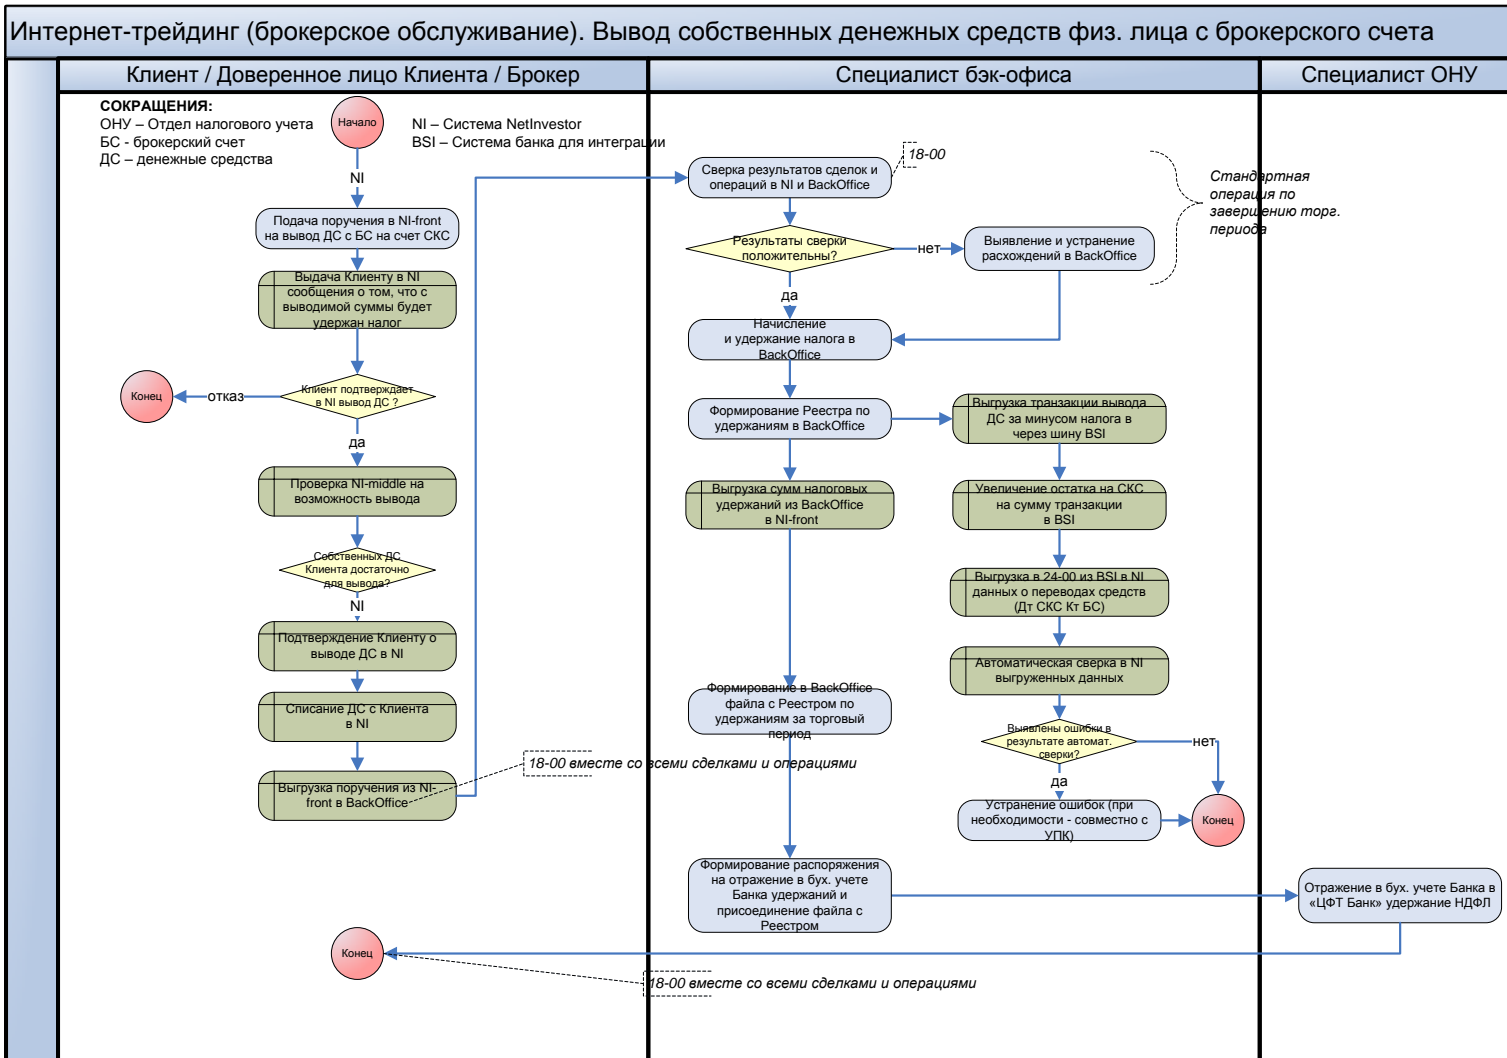 Интернет-трейдинг (брокерское обслуживание). Вывод собственных денежных средств физ. лица с брокерского счета
Клиент / Доверенное лицо Клиента / Брокер
Специалист бэк-офиса
Специалист ОНУ
СОКРАЩЕНИЯ:
ОНУ – Отдел налогового учета
БС - брокерский счет
ДС – денежные средства
NI – Система NetInvestor
BSI – Система банка для интеграции
Начало
NI
Подача поручения в NI-front
на вывод ДС с БС на счет СКС
Выдача Клиенту в NI
сообщения о том, что с
выводимой суммы будет
удержан налог
Клиент подтверждает
в NI вывод ДС ?
отказ
Конец
да
Проверка NI-middle на
возможность вывода
Собственных ДС
Клиента достаточно
для вывода?
NI
Подтверждение Клиенту о
выводе ДС в NI
Списание ДС с Клиента
в NI
Выгрузка поручения из NI-
front в BackOffice
18-00 вместе со всеми сделками и операциями
Сверка результатов сделок и
операций в NI и BackOffice
18-00
Стандартная
операция по
завершению торг.
периода
Результаты сверки
положительны?
нет
Выявление и устранение
расхождений в BackOffice
да
Начисление
и удержание налога в
BackOffice
Формирование Реестра по
удержаниям в BackOffice
Выгрузка транзакции вывода
ДС за минусом налога в
через шину BSI
Выгрузка сумм налоговых
удержаний из BackOffice
в NI-front
Увеличение остатка на СКС
на сумму транзакции
в BSI
Выгрузка в 24-00 из BSI в NI
данных о переводах средств
(Дт СКС Кт БС)
Автоматическая сверка в NI
выгруженных данных
Формирование в BackOffice
файла с Реестром по
удержаниям за торговый
период
Выявлены ошибки в
результате автомат.
сверки?
нет
да
Устранение ошибок (при
необходимости - совместно с
УПК)
Конец
Формирование распоряжения
на отражение в бух. учете
Банка удержаний и
присоединение файла с
Реестром
Отражение в бух. учете Банка в
«ЦФТ Банк» удержание НДФЛ
Конец
18-00 вместе со всеми сделками и операциями